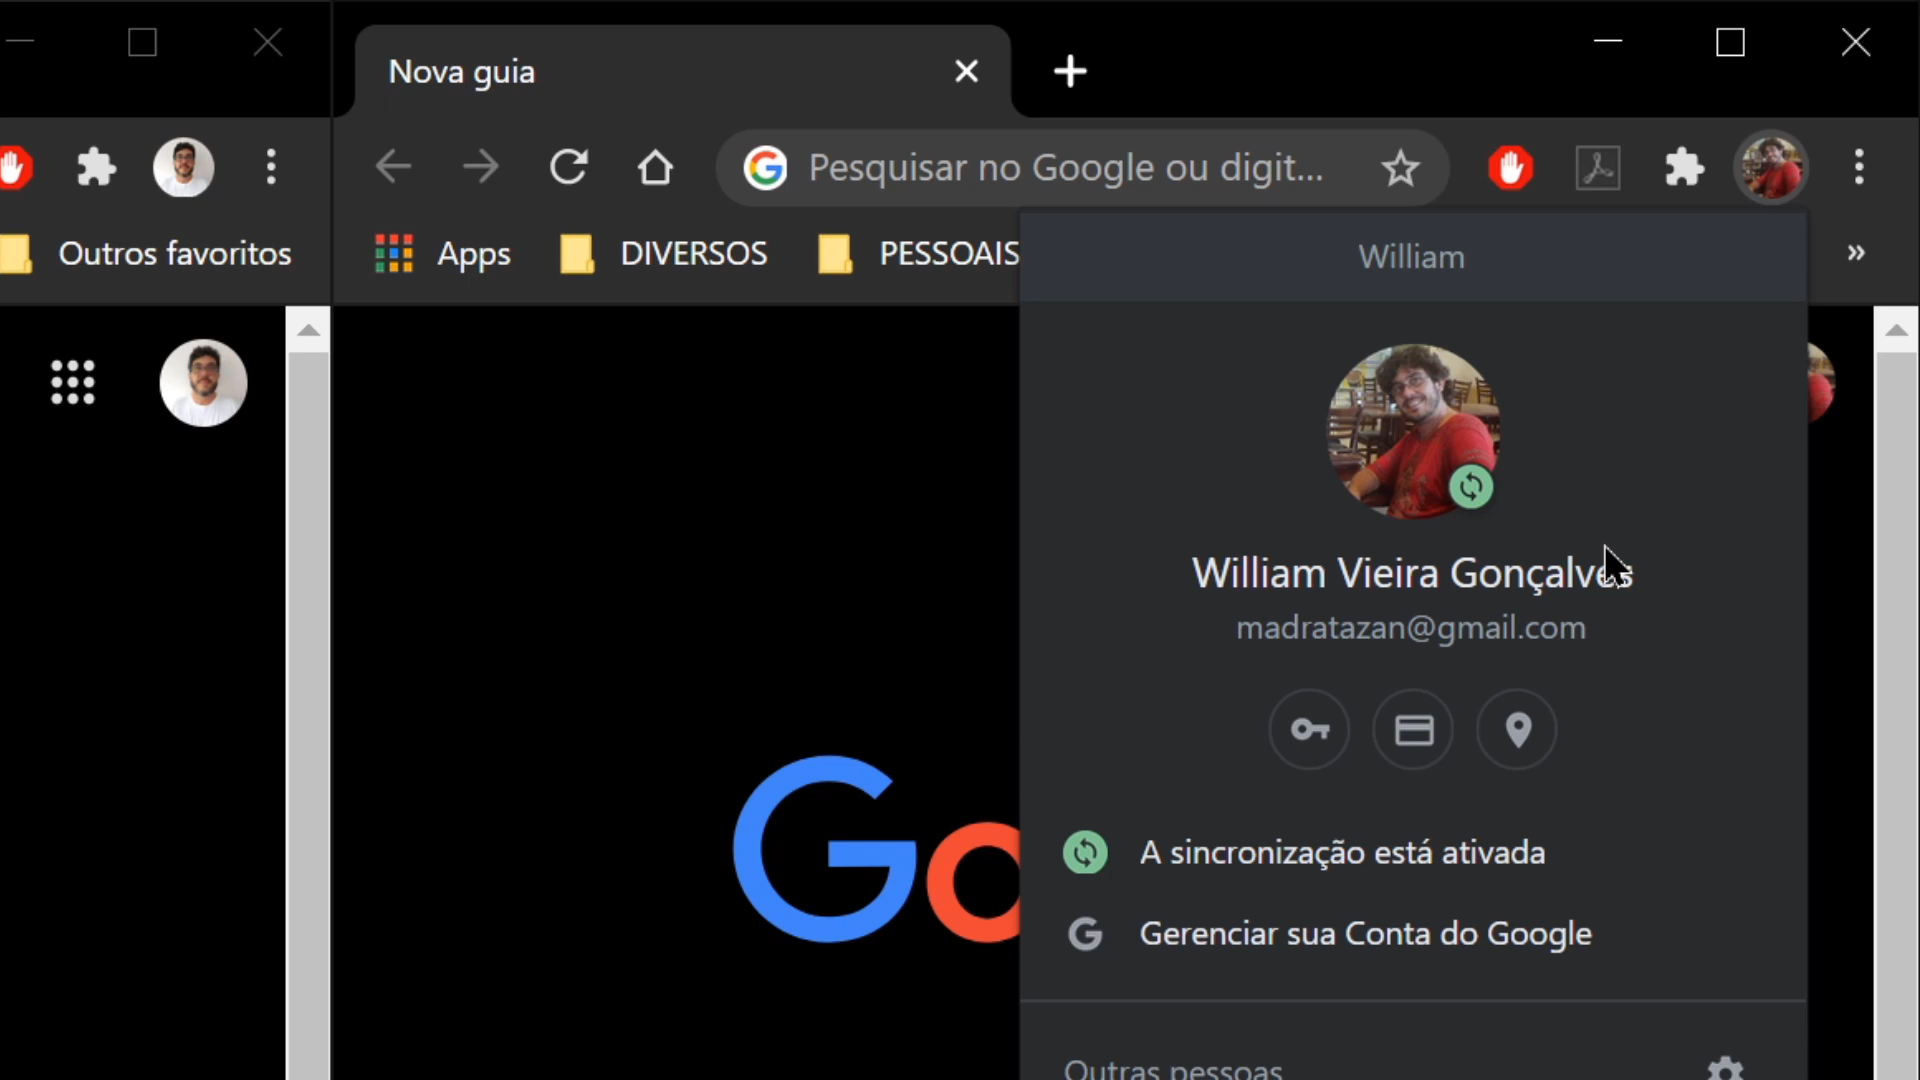 Nova guia
Pesquisar no Google ou digit...
Outros favoritos
Apps
DIVERSOS
PESSOAIS
»
William
William Vieira Gonçalves
madratazan@gmail.com
Go
A sincronização está ativada
G Gerenciar sua Conta do Google
Outras pessoas